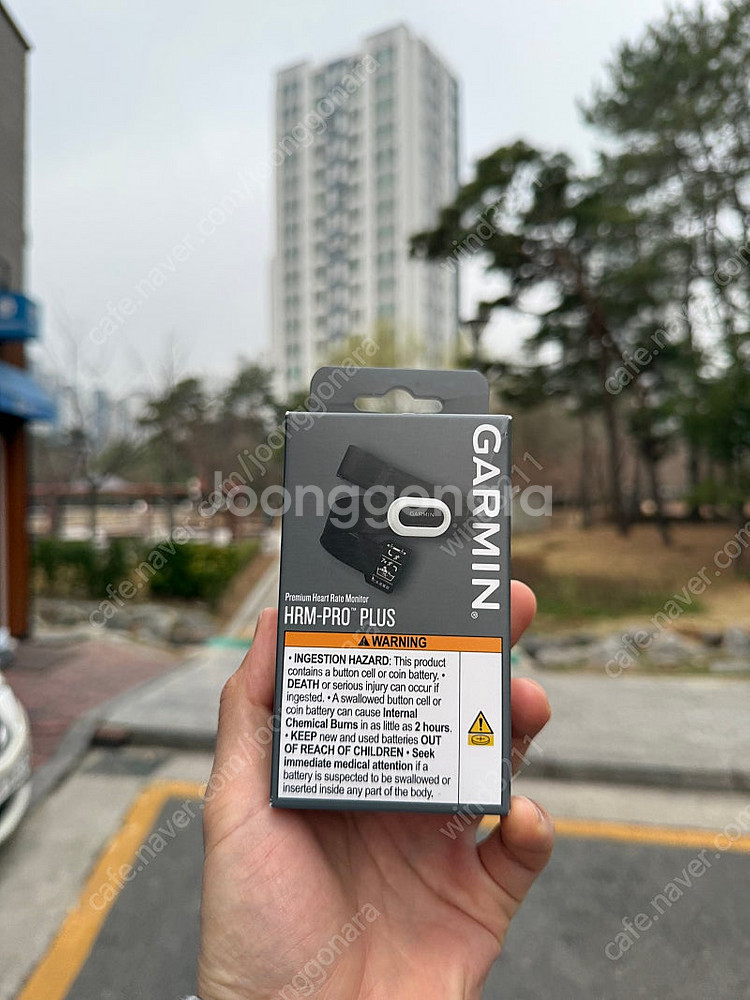 Joonggonara
GARMIN
GARMIN®
Premium Heart Rate Monitor
HRM-PRO™ PLUS
WARNING
• INGESTION HAZARD: This product
contains a button cell or coin battery. •
DEATH or serious injury can occur if
ingested. • A swallowed button cell or
coin battery can cause Internal
Chemical Burns in as little as 2 hours.
• KEEP new and used batteries OUT
OF REACH OF CHILDREN • Seek
immediate medical attention if a
battery is suspected to be swallowed or
inserted inside any part of the body.
cafe.naver.com/joonggonara